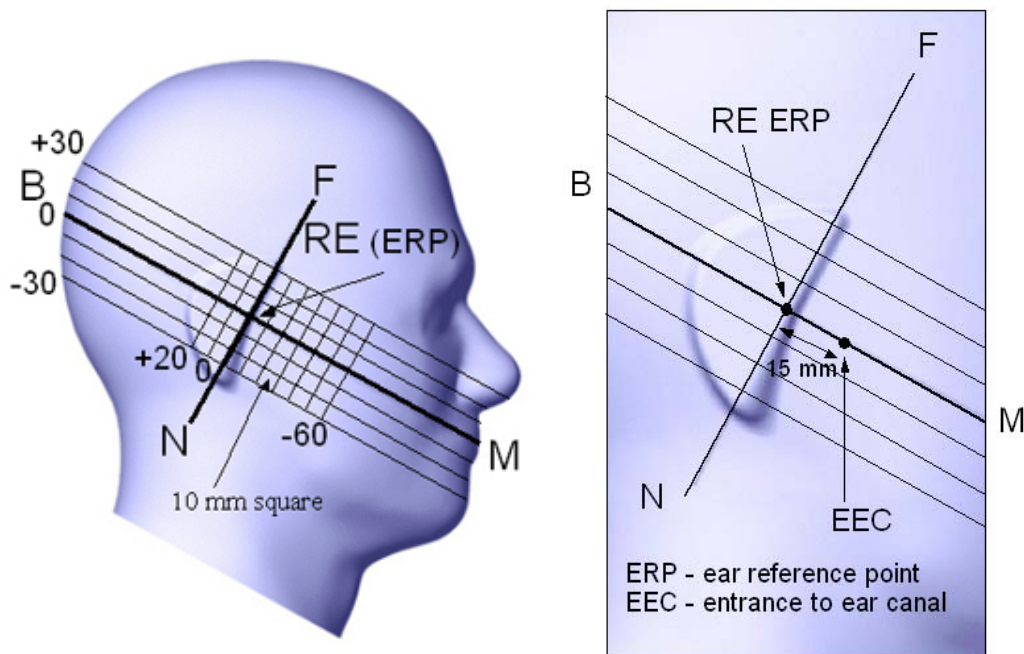 +30
B
0
-30
F
RE (ERP)
+20
0
N
-60
M
10 mm square
F
RE ERP
B
15 mm
M
N
EEC
ERP - ear reference point
EEC - entrance to ear canal